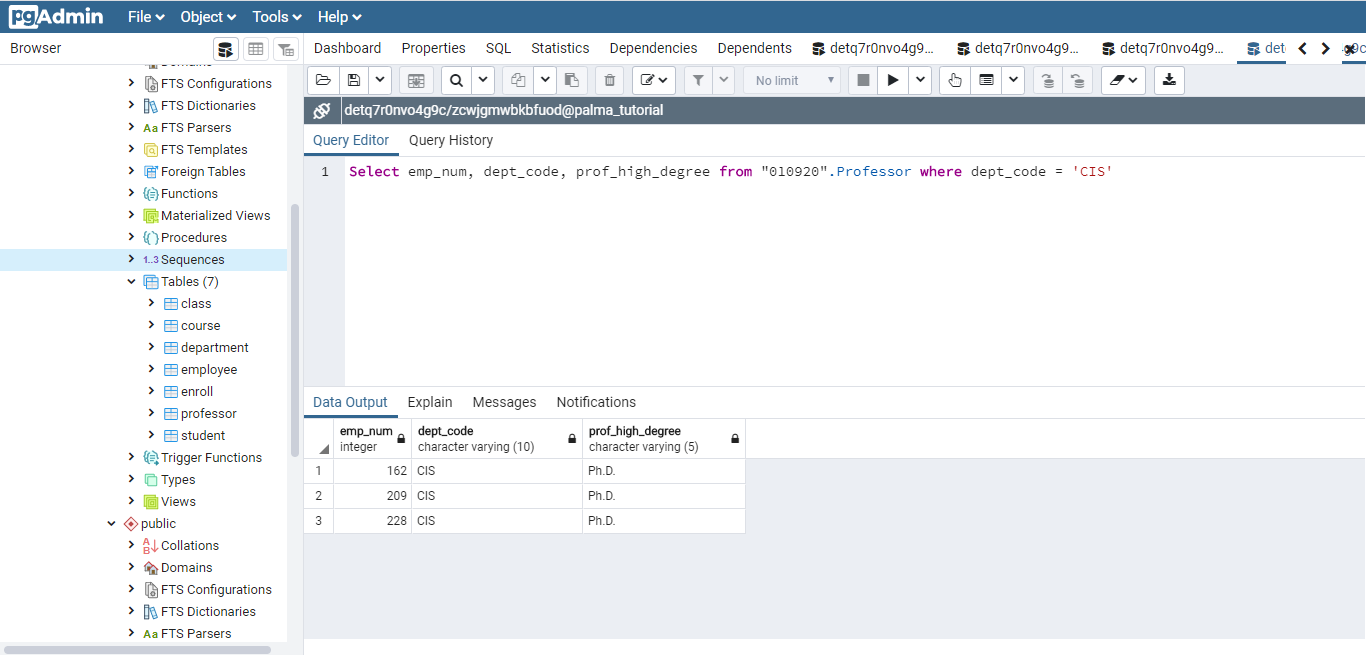 pgAdmin File Object Tools Help
Browser
Dashboard Properties SQL Statistics Dependencies Dependents detq7r0nvo4g9... detq7r0nvo4g9... detq7r0nvo4g9... det
No limit
detq7r0nvo4g9c/zcwjgmwbkbfuod@palma_tutorial
Query Editor Query History
1 Select emp_num, dept_code, prof_high_degree from "010920".Professor where dept_code = 'CIS'
Domains
FTS Configurations
FTS Dictionaries
Aa FTS Parsers
FTS Templates
Foreign Tables
Functions
Materialized Views
Procedures
1..3 Sequences
Tables (7)
class
course
department
employee
enroll
professor
student
Trigger Functions
Types
Views
public
Collations
Domains
FTS Configurations
FTS Dictionaries
Aa FTS Parsers
Data Output Explain Messages Notifications
emp_num dept_code prof_high_degree
integer character varying (10) character varying (5)
1 162 CIS Ph.D.
2 209 CIS Ph.D.
3 228 CIS Ph.D.